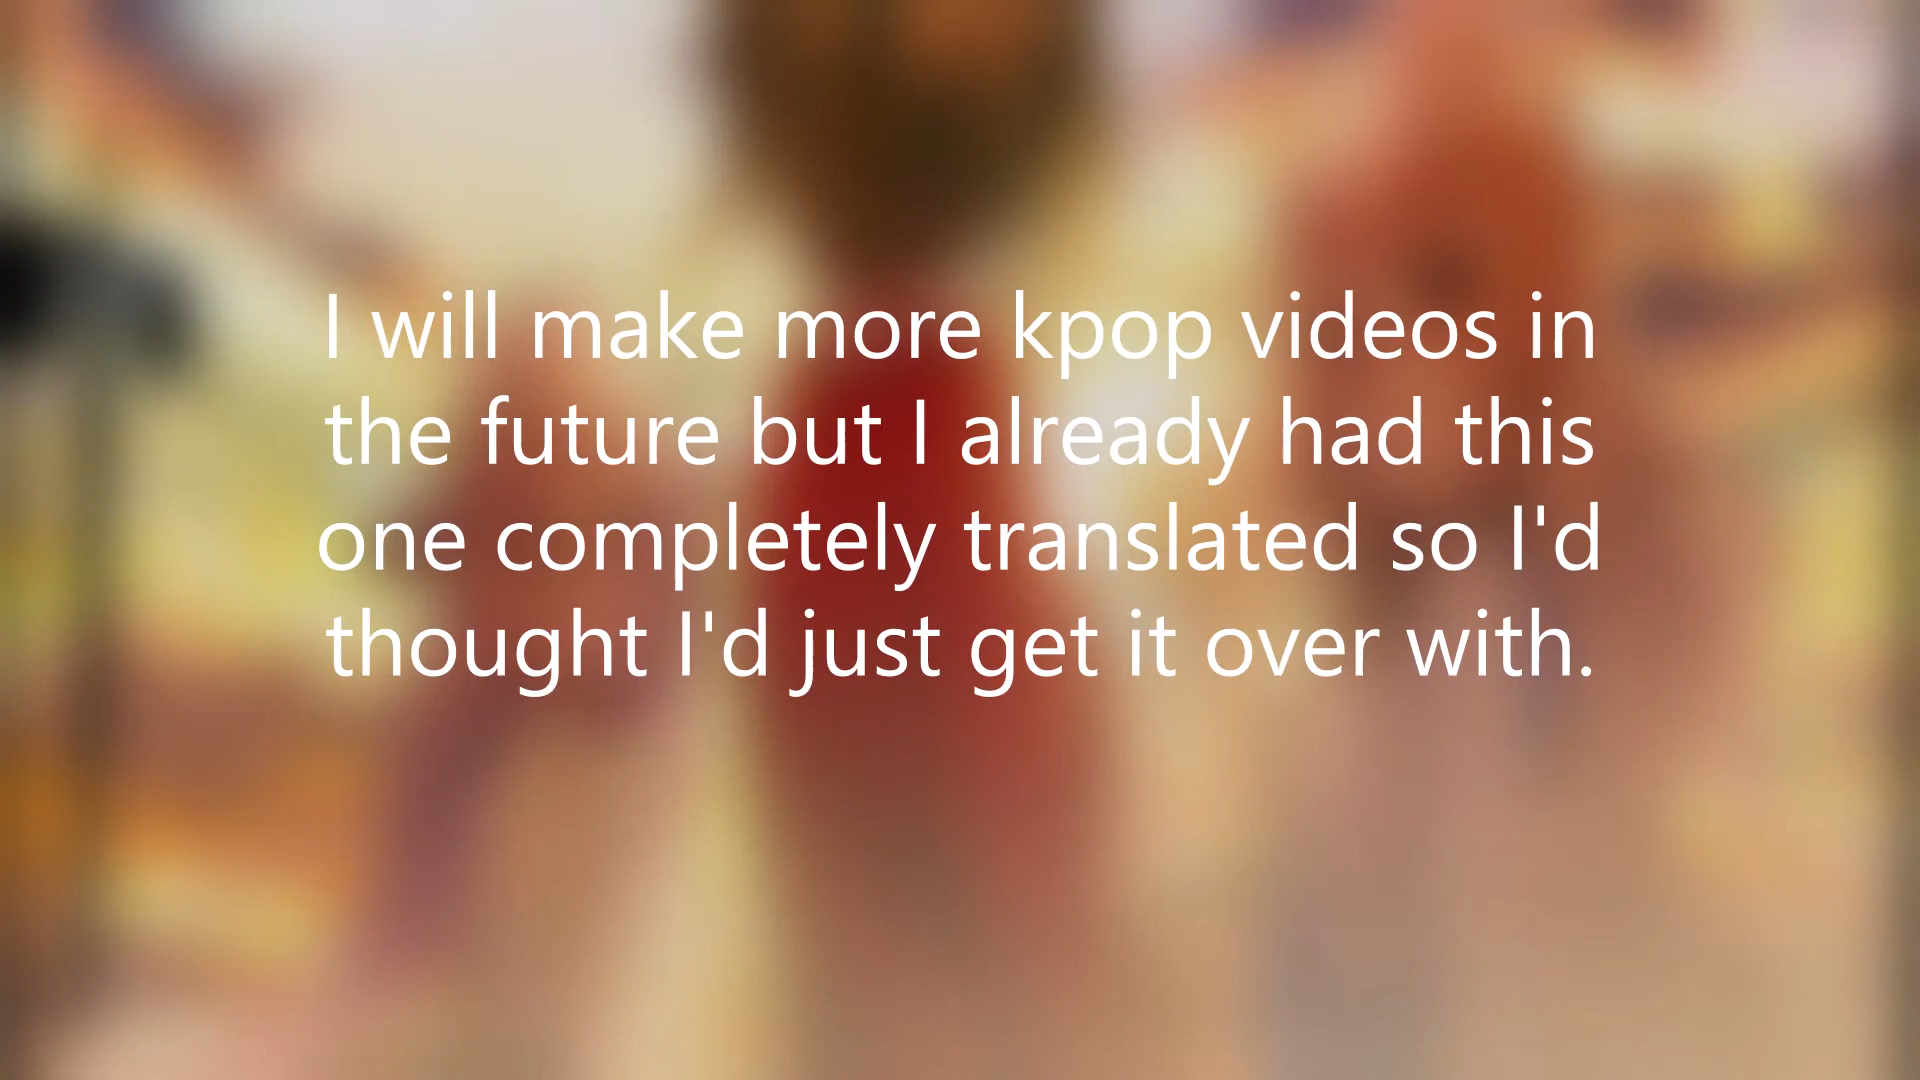 I will make more kpop videos in
the future but I already had this
one completely translated so I'd
thought I'd just get it over with.